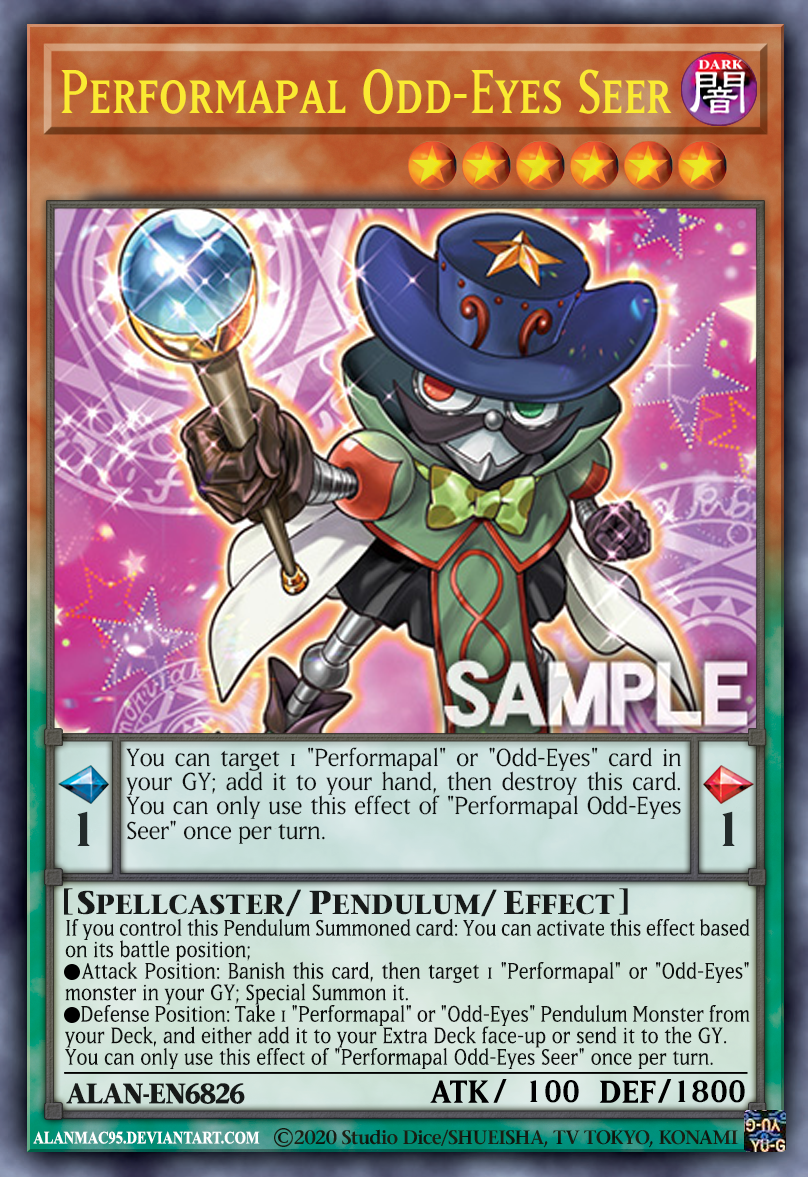 Performapal Odd-Eyes Seer
DARK
闇
SAMPLE
You can target 1 "Performapal" or "Odd-Eyes" card in
your GY; add it to your hand, then destroy this card.
You can only use this effect of "Performapal Odd-Eyes
Seer" once per turn.
1
1
[Spellcaster/ Pendulum/ Effect]
If you control this Pendulum Summoned card: You can activate this effect based
on its battle position;
●Attack Position: Banish this card, then target 1 "Performapal" or "Odd-Eyes"
monster in your GY; Special Summon it.
●Defense Position: Take 1 "Performapal" or "Odd-Eyes" Pendulum Monster from
your Deck, and either add it to your Extra Deck face-up or send it to the GY.
You can only use this effect of "Performapal Odd-Eyes Seer" once per turn.
ALAN-EN6826
ATK/ 100 DEF/1800
ALANMAC95.DEVIANTART.COM
©2020 Studio Dice/SHUEISHA, TV TOKYO, KONAMI